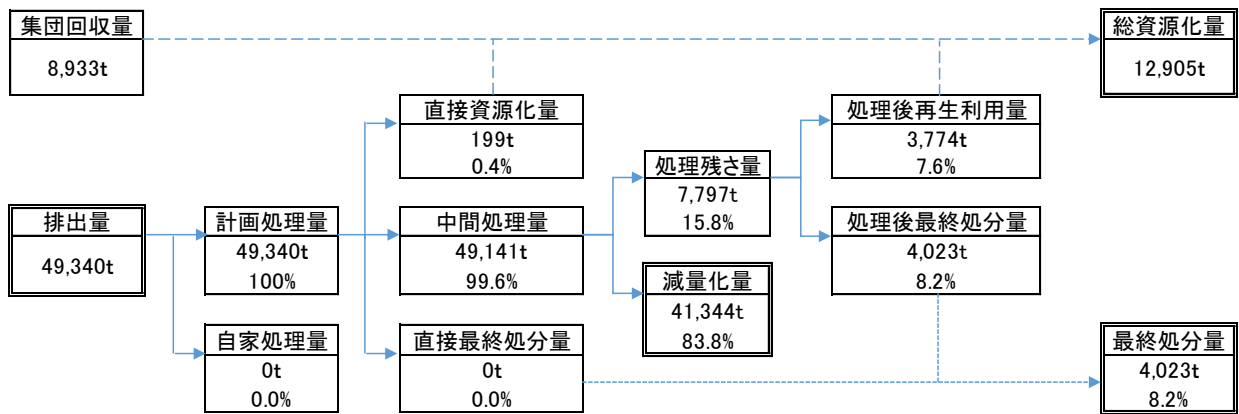 集団回収量
8,933t
総資源化量
12,905t
直接資源化量
199t
0.4%
処理後再生利用量
3,774t
7.6%
処理残さ量
7,797t
15.8%
排出量
49,340t
計画処理量
49,340t
100%
中間処理量
49,141t
99.6%
処理後最終処分量
4,023t
8.2%
減量化量
41,344t
83.8%
自家処理量
0t
0.0%
直接最終処分量
0t
0.0%
最終処分量
4,023t
8.2%